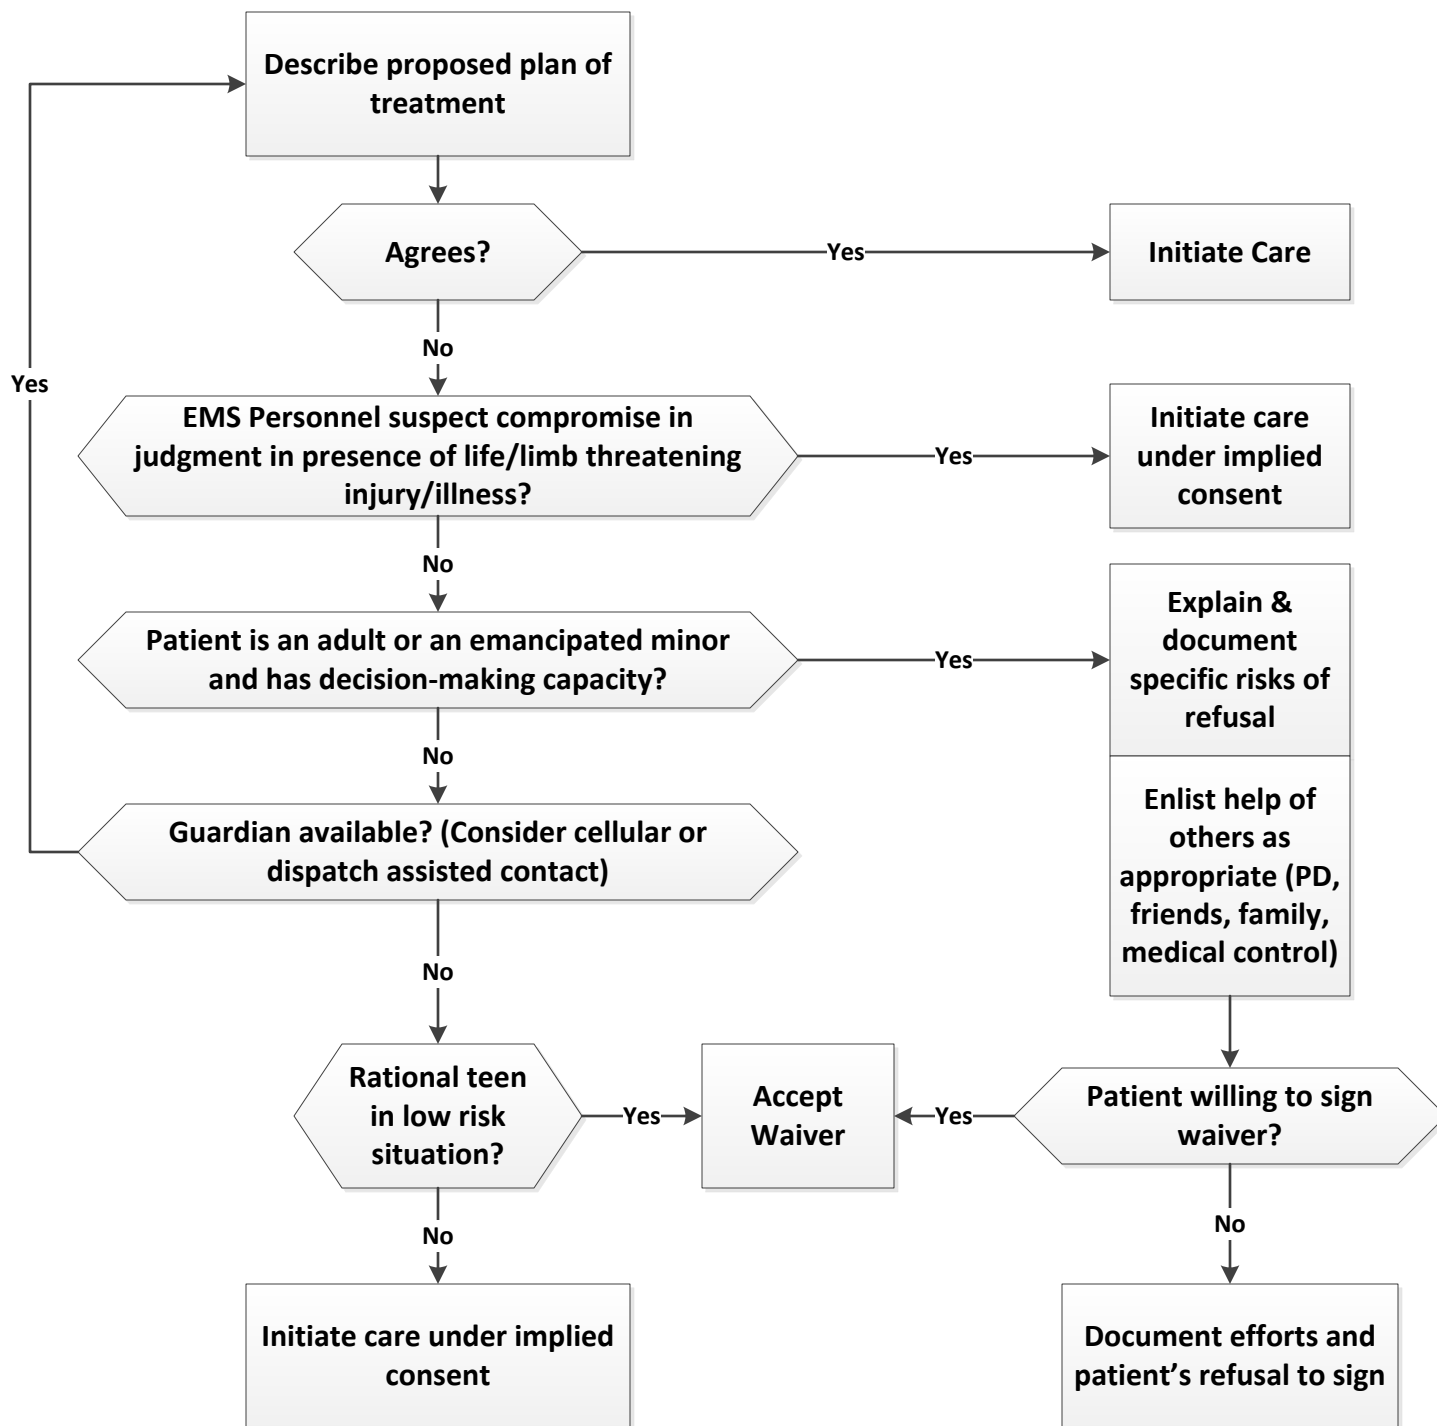 Describe proposed plan of
treatment
Agrees?
Yes
Initiate Care
No
Yes
EMS Personnel suspect compromise in
judgment in presence of life/limb threatening
injury/illness?
Yes
Initiate care
under implied
consent
No
Patient is an adult or an emancipated minor
and has decision-making capacity?
Yes
Explain &
document
specific risks of
refusal
No
Guardian available? (Consider cellular or
dispatch assisted contact)
Enlist help of
others as
appropriate (PD,
friends, family,
medical control)
No
Rational teen
in low risk
situation?
Yes
Accept
Waiver
Yes
Patient willing to sign
waiver?
No
No
Initiate care under implied
consent
Document efforts and
patient’s refusal to sign